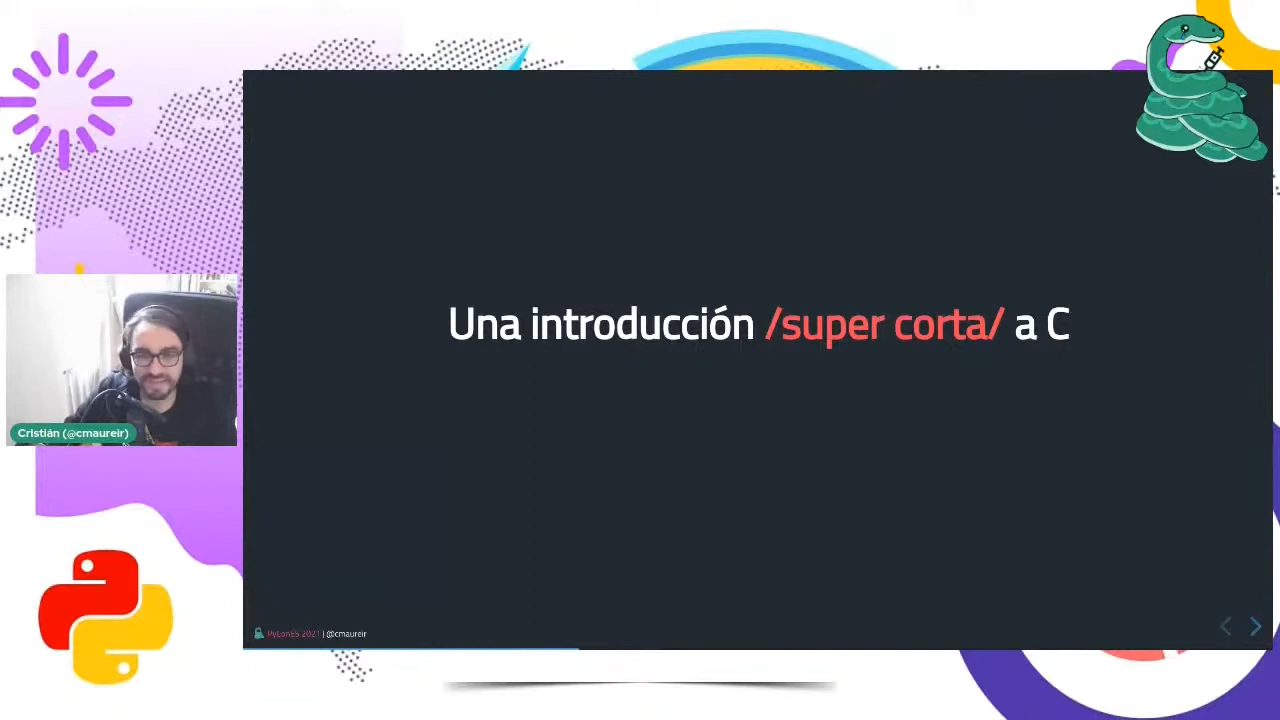 Una introducción /super corta/ a C
Cristián (@cmaureir)
PyConES 2021 | @cmaureir